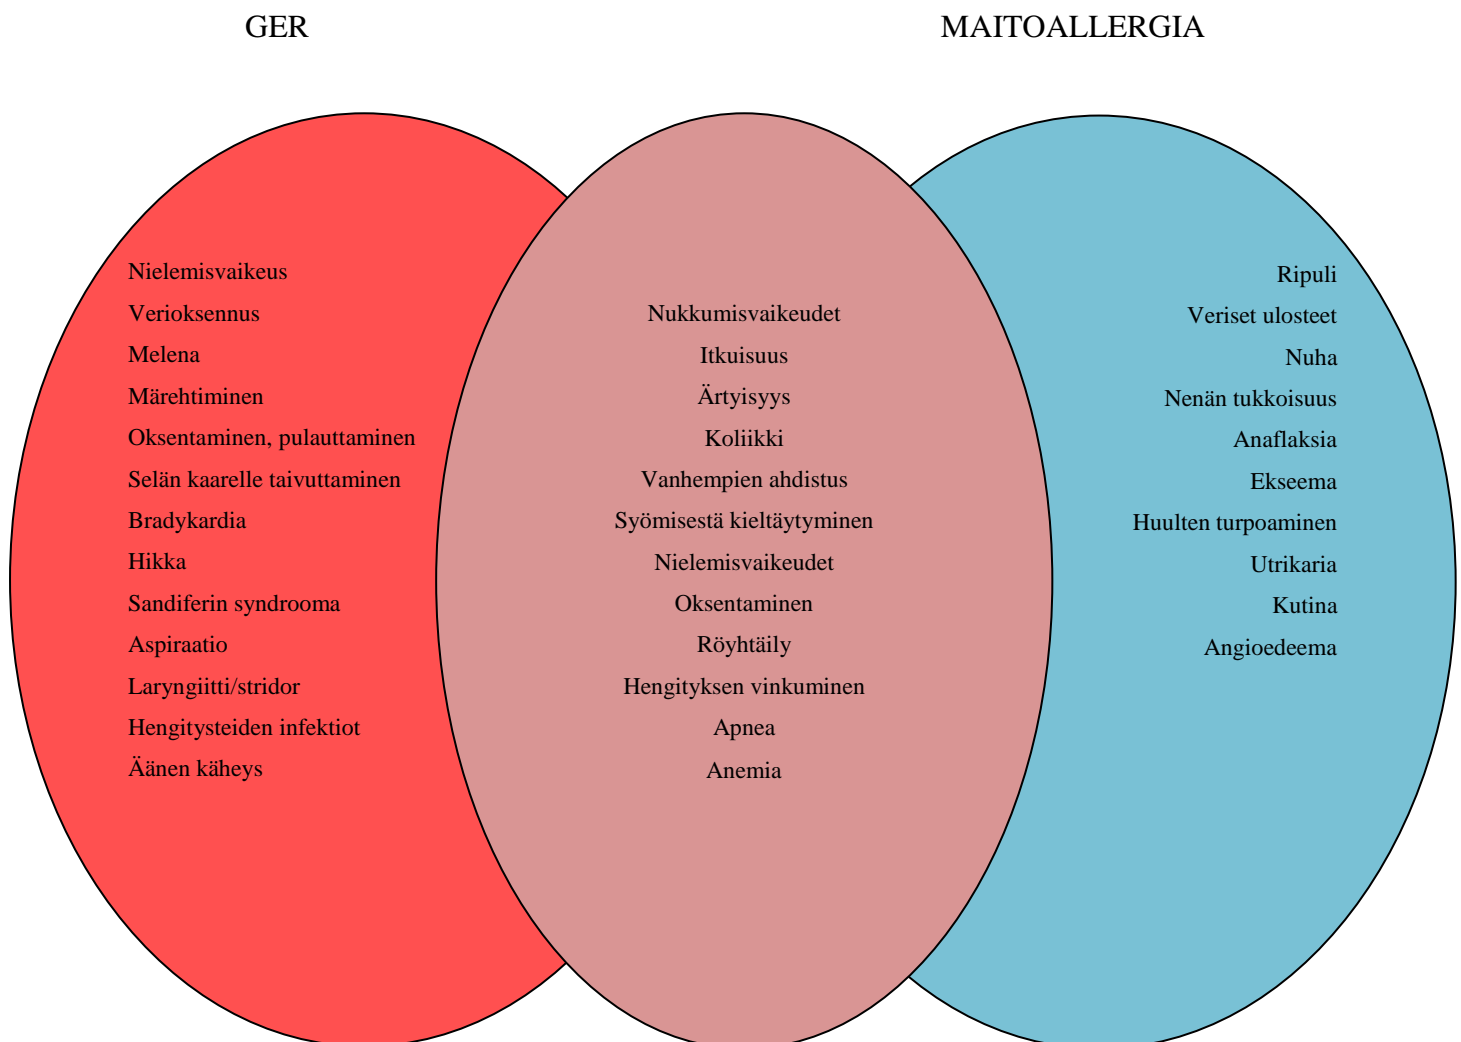 GER
MAITOALLERGIA
Nielemisvaikeus
Verioksennus
Melena
Märehtiminen
Oksentaminen, pulauttaminen
Selän kaarelle taivuttaminen
Bradykardia
Hikka
Sandiferin syndrooma
Aspiraatio
Laryngiitti/stridor
Hengitysteiden infektiot
Äänen käheys
Nukkumisvaikeudet
Itkuisuus
Ärtyisyys
Koliikki
Vanhempien ahdistus
Syömisestä kieltäytyminen
Nielemisvaikeudet
Oksentaminen
Röyhtäily
Hengityksen vinkuminen
Apnea
Anemia
Ripuli
Veriset ulosteet
Nuha
Nenän tukkoisuus
Anaflaksia
Ekseema
Huulten turpoaminen
Utrikaria
Kutina
Angioedeema